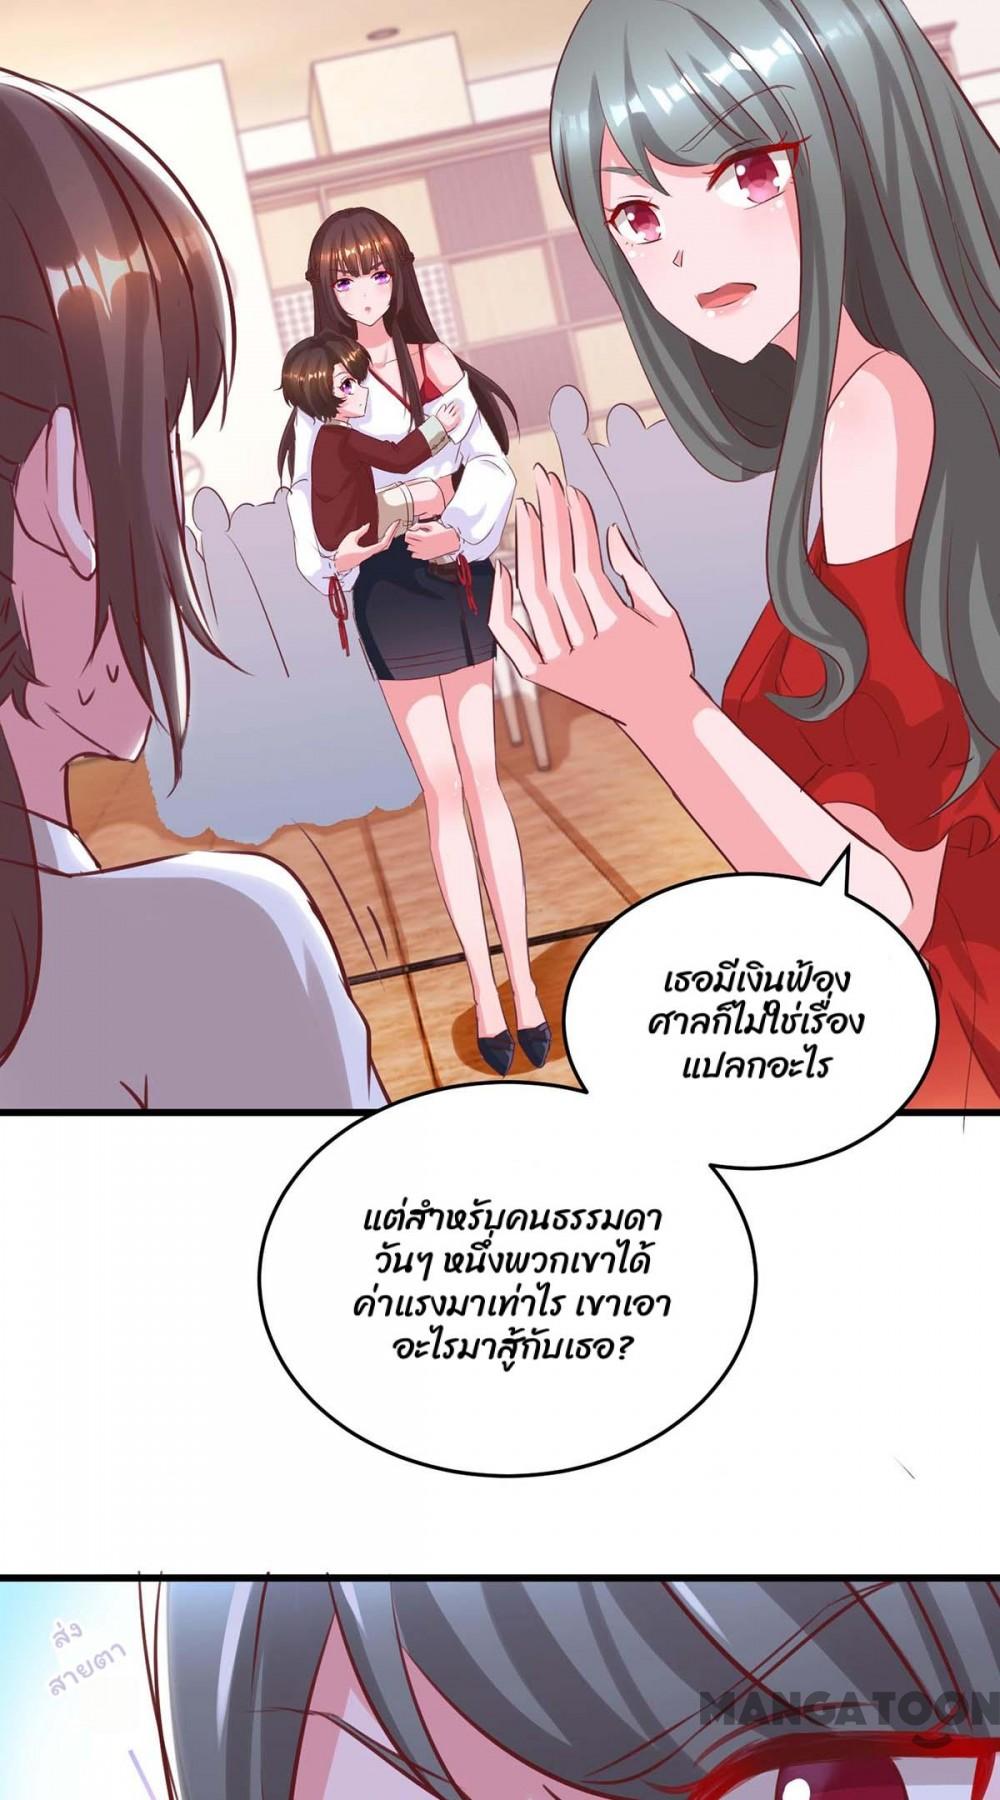 เธอมีเงินฟ้อง
ศาลก็ไม่ใช่เรื่อง
แปลกอะไร
แต่สำหรับคนธรรมดา
วันๆ หนึ่งพวกเขาได้
ค่าแรงมาเท่าไร เขาเอา
อะไรมาสู้กับเธอ?
ส่ง
สายตา
MANGATOON